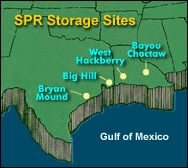 SPR Storage Sites
Bayou
Choctaw
West
Hackberry
Big Hill
Bryan
Mound
Gulf of Mexico